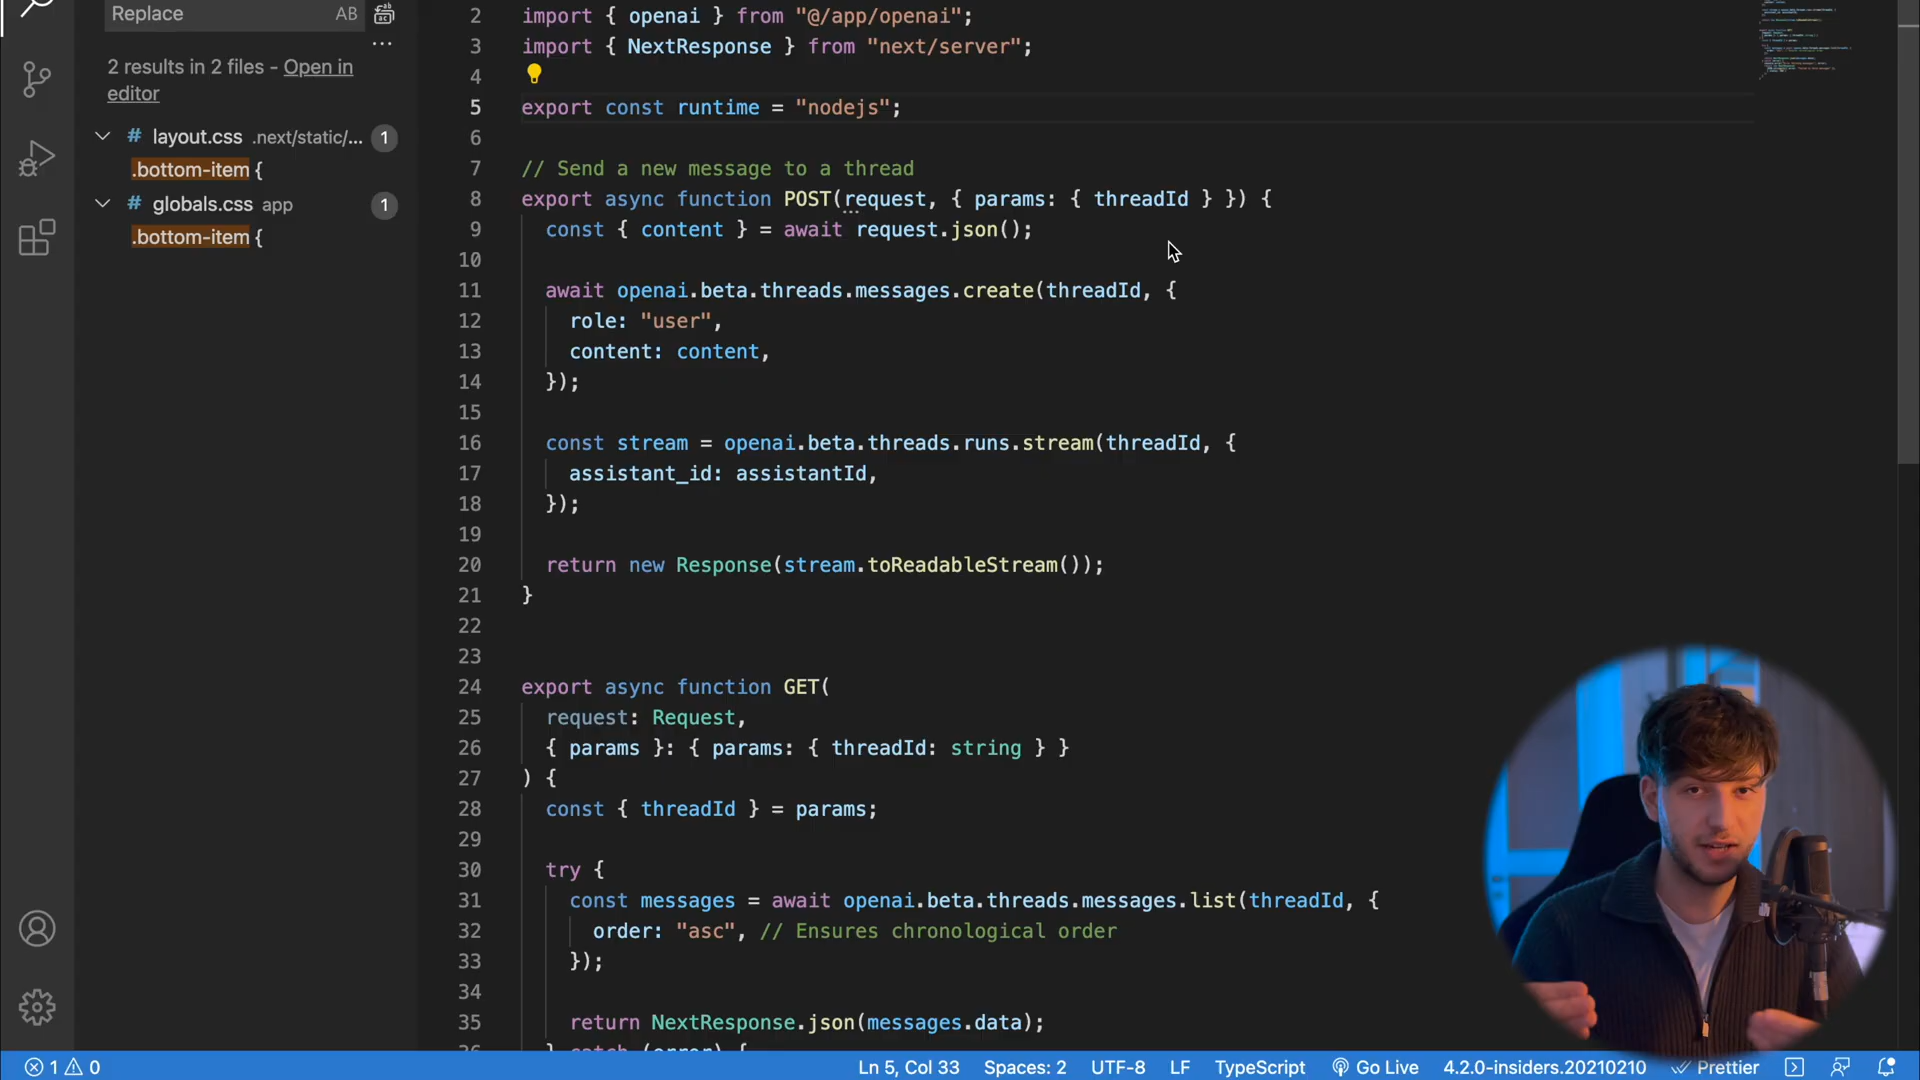 Replace AB
...
2 results in 2 files - Open in
editor
# layout.css .next/static/... 1
.bottom-item {
# globals.css app 1
.bottom-item {
2 import { openai } from "@/app/openai";
3 import { NextResponse } from "next/server";
4
5 export const runtime = "nodejs";
6
7 // Send a new message to a thread
8 export async function POST(request, { params: { threadId } }) {
9 const { content } = await request.json();
10
11 await openai.beta.threads.messages.create(threadId, {
12 role: "user",
13 content: content,
14 });
15
16 const stream = openai.beta.threads.runs.stream(threadId, {
17 assistant_id: assistantId,
18 });
19
20 return new Response(stream.toReadableStream());
21 }
22
23
24 export async function GET(
25 request: Request,
26 { params }: { params: { threadId: string } }
27 ) {
28 const { threadId } = params;
29
30 try {
31 const messages = await openai.beta.threads.messages.list(threadId, {
32 order: "asc", // Ensures chronological order
33 });
34
35 return NextResponse.json(messages.data);
36 } catch (error) {
1 0 Ln 5, Col 33 Spaces: 2 UTF-8 LF TypeScript Go Live 4.2.0-insiders.20210210 Prettier